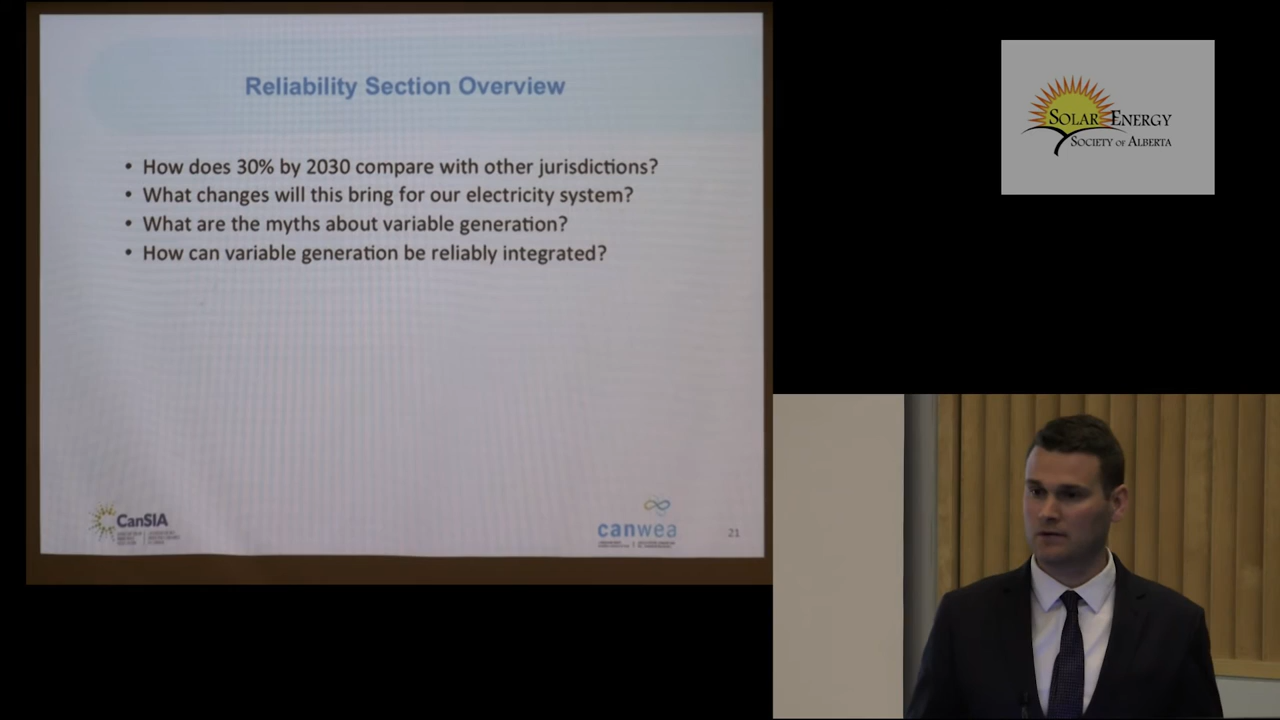 Reliability Section Overview
• How does 30% by 2030 compare with other jurisdictions?
• What changes will this bring for our electricity system?
• What are the myths about variable generation?
• How can variable generation be reliably integrated?
CanSIA
canwea
21
SOLAR ENERGY
SOCIETY OF ALBERTA